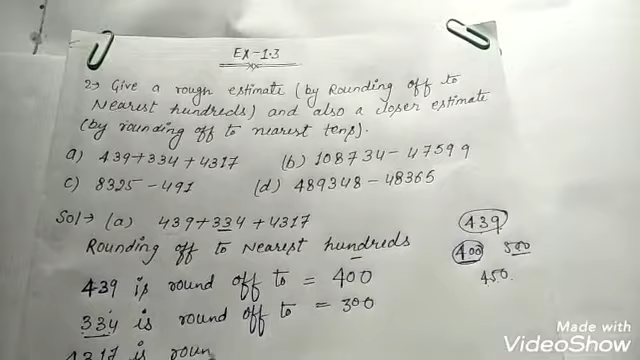 Ex-1.3
2→ Give a rough estimate (by Rounding off to
Nearest hundreds) and also a closer estimate
(by rounding off to nearest tens).
a) 439+334+4317 (b) 108734-47599
c) 8325-491 (d) 489348-48365
Sol→ (a) 439+334+4317
Rounding off to Nearest hundreds
439 is round off to = 400
334 is round off to = 300
4317 is roun
439
400 500
450.
Made with
VideoShow